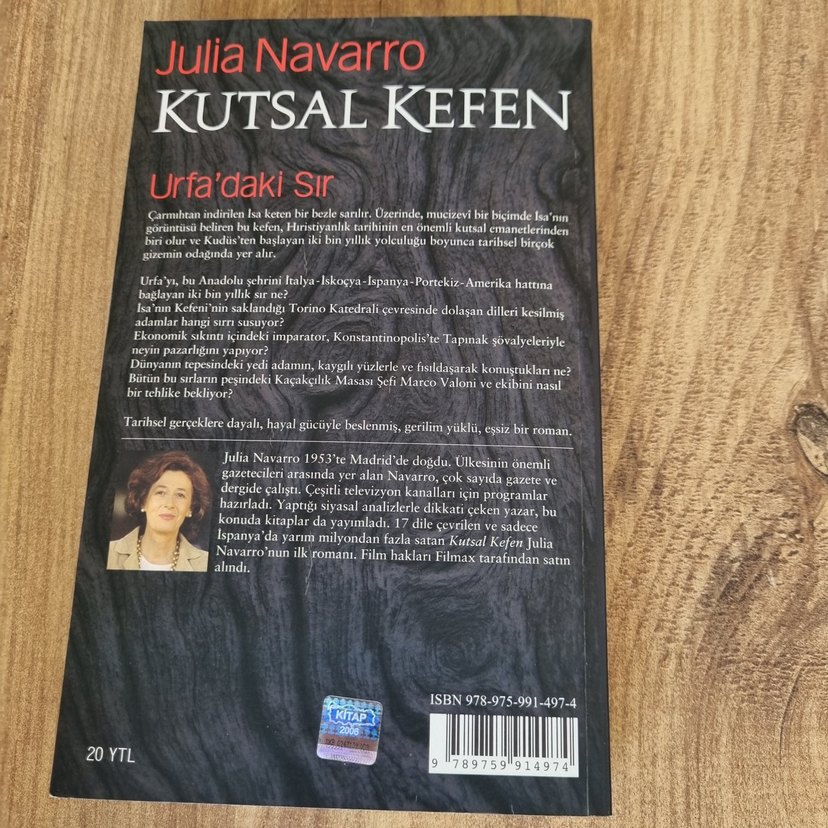 Julia Navarro
KUTSAL KEFEN
Urfa'daki Sır
Çarmıhtan indirilen İsa keten bir bezle sarılır. Üzerinde, mucizevî bir biçimde İsa'nın
görüntüsü beliren bu kefen, Hıristiyanlık tarihinin en önemli kutsal emanetlerinden
biri olur ve Kudüs'ten başlayan iki bin yıllık yolculuğu boyunca tarihsel birçok
gizemin odağında yer alır.
Urfa'yı, bu Anadolu şehrini İtalya-İskoçya-İspanya-Portekiz-Amerika hattına
bağlayan iki bin yıllık sır ne?
İsa'nın Kefeni'nin saklandığı Torino Katedrali çevresinde dolaşan dilleri kesilmiş
adamlar hangi sırrı susuyor?
Ekonomik sıkıntı içindeki imparator, Konstantinopolis'te Tapınak şövalyeleriyle
neyin pazarlığını yapıyor?
Dünyanın tepesindeki yedi adamın, kaygılı yüzlerle ve fısıldaşarak konuştukları ne?
Bütün bu sırların peşindeki Kaçakçılık Masası Şefi Marco Valoni ve ekibini nasıl
bir tehlike bekliyor?
Tarihsel gerçeklere dayalı, hayal gücüyle beslenmiş, gerilim yüklü, eşsiz bir roman.
Julia Navarro 1953'te Madrid'de doğdu. Ülkesinin önemli
gazetecileri arasında yer alan Navarro, çok sayıda gazete ve
dergide çalıştı. Çeşitli televizyon kanalları için programlar
hazırladı. Yaptığı siyasal analizlerle dikkati çeken yazar, bu
konuda kitaplar da yayımladı. 17 dile çevrilen ve sadece
İspanya'da yarım milyondan fazla satan Kutsal Kefen Julia
Navarro'nun ilk romanı. Film hakları Filmax tarafından satın
alındı.
ISBN 978-975-991-497-4
KİTAP
2006
20 YTL
9 789759 914974